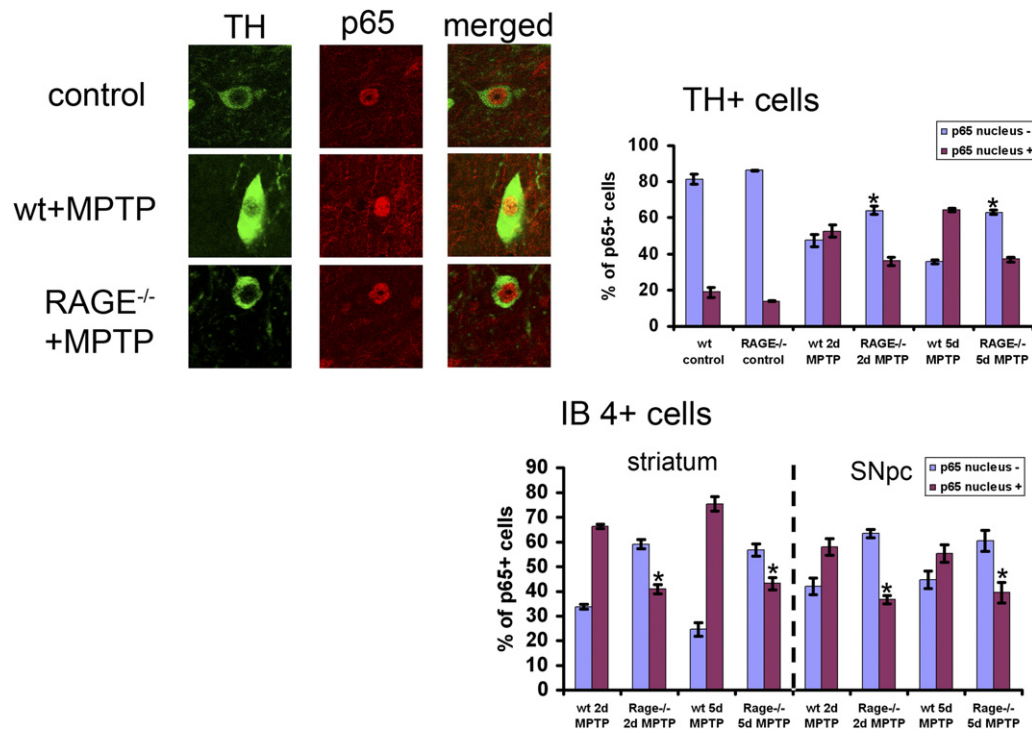 TH p65 merged
control
wt+MPTP
RAGE-/-
+MPTP
TH+ cells
p65 nucleus -
p65 nucleus +
% of p65+ cells
100
80
60
40
20
0
* *
wt RAGE-/- wt 2d RAGE-/- wt 5d RAGE-/-
control control MPTP 2d MPTP MPTP 5d MPTP
IB 4+ cells
striatum SNpc
p65 nucleus -
p65 nucleus +
% of p65+ cells
90
80
70
60
50
40
30
20
10
0
* * * *
wt 2d Rage-/- wt 5d Rage-/- wt 2d Rage-/- wt 5d Rage-/-
MPTP 2d MPTP MPTP 5d MPTP MPTP 2d MPTP MPTP 5d MPTP